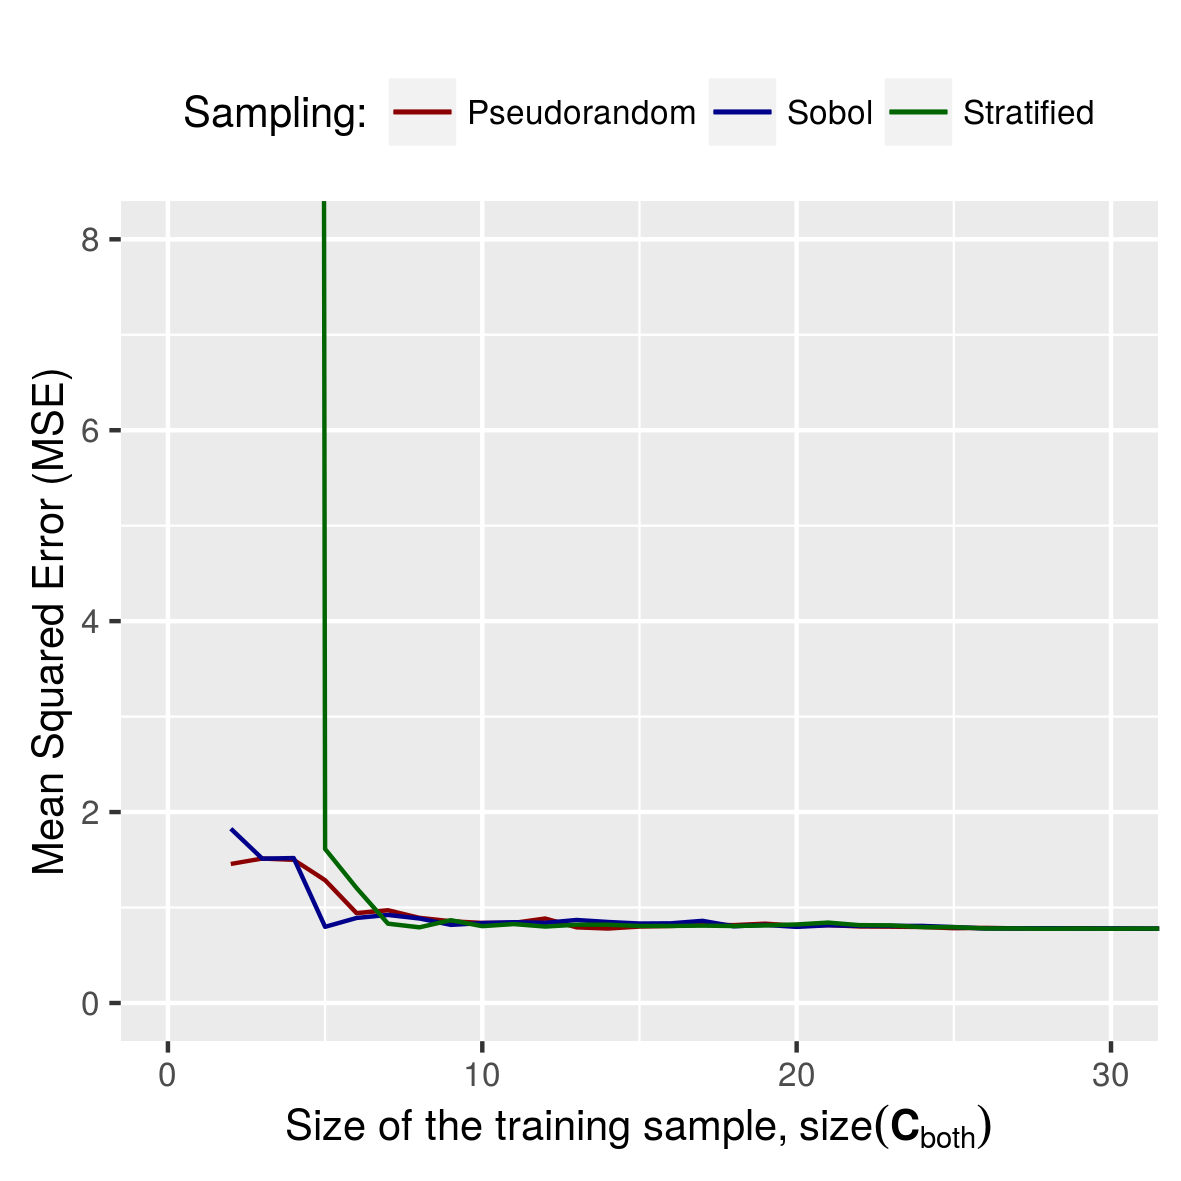 Sampling: Pseudorandom Sobol Stratified
8
6
4
2
0
Mean Squared Error (MSE)
0 10 20 30
Size of the training sample, size(C_both)